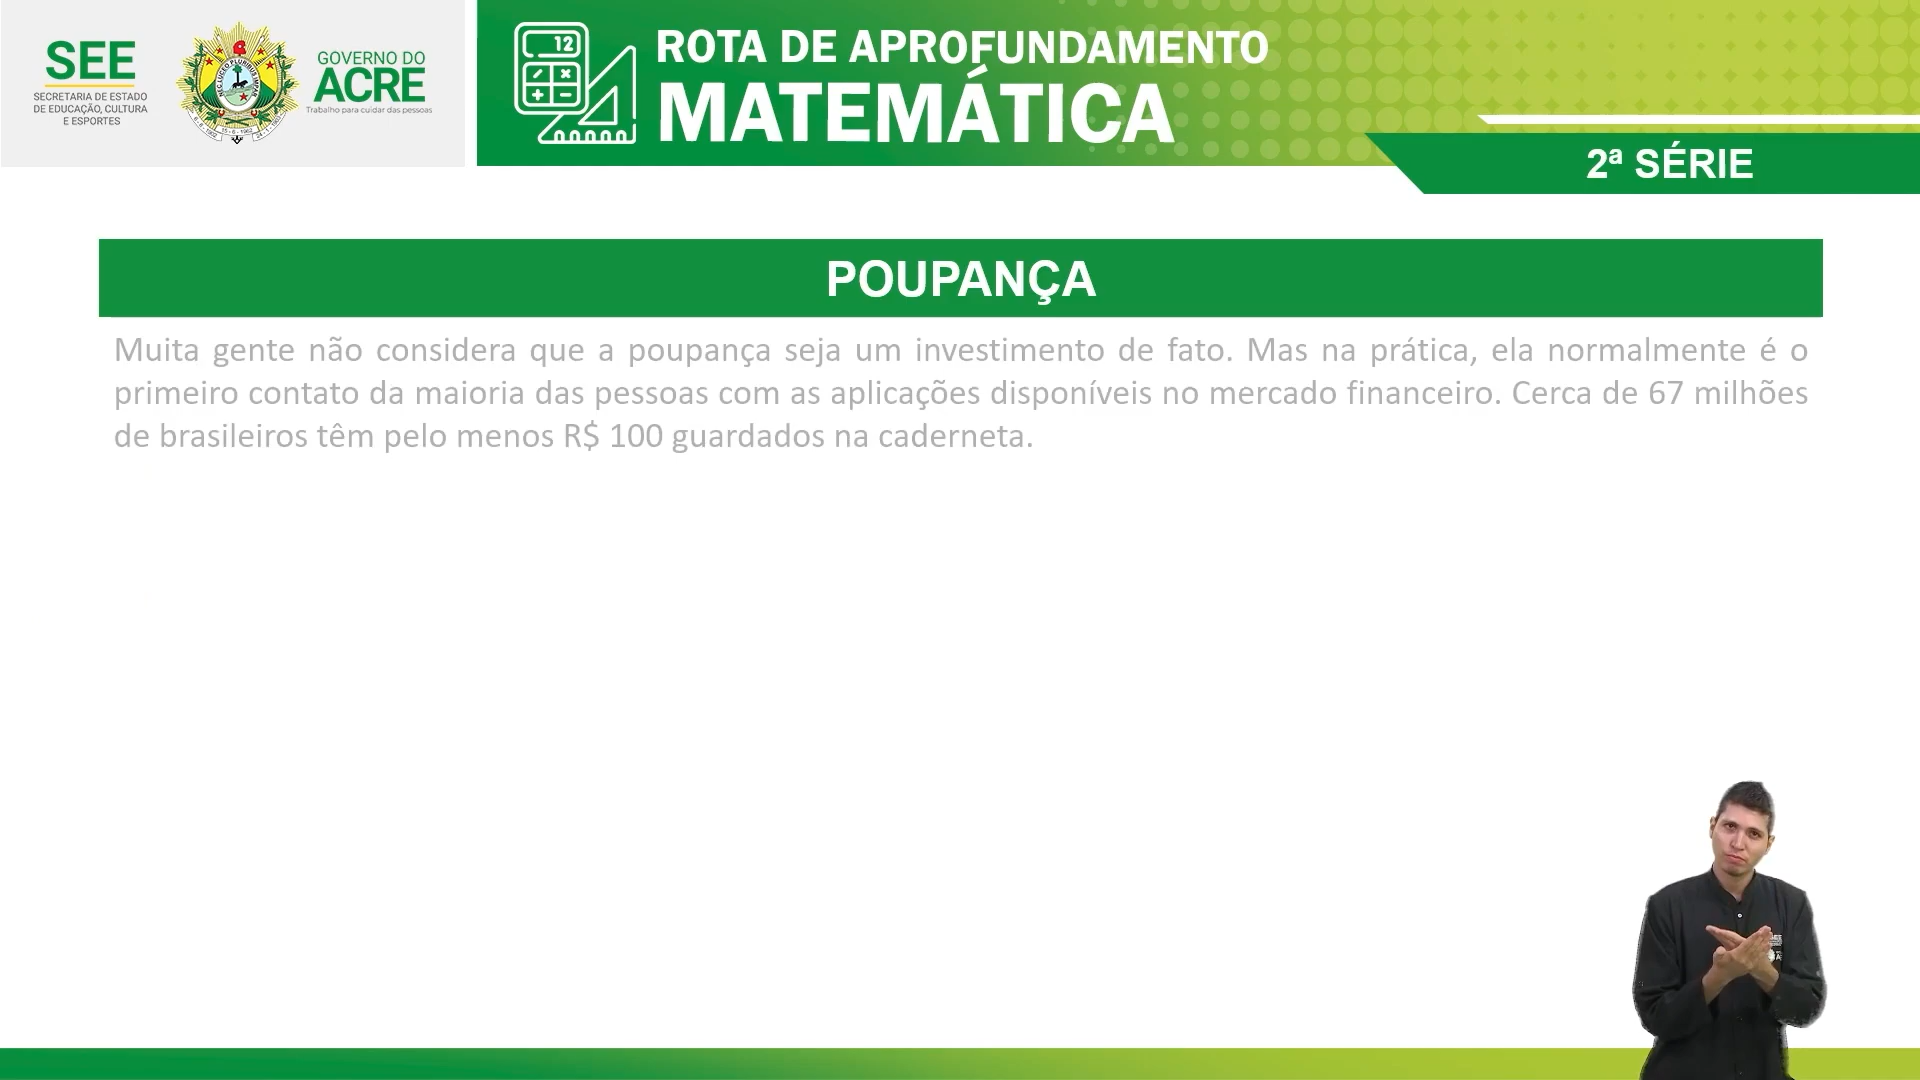 SEE
SECRETARIA DE ESTADO
DE EDUCAÇÃO, CULTURA
E ESPORTES
GOVERNO DO
ACRE
Trabalho para cuidar das pessoas
12
ROTA DE APROFUNDAMENTO
MATEMÁTICA
2ª SÉRIE
POUPANÇA
Muita gente não considera que a poupança seja um investimento de fato. Mas na prática, ela normalmente é o
primeiro contato da maioria das pessoas com as aplicações disponíveis no mercado financeiro. Cerca de 67 milhões
de brasileiros têm pelo menos R$ 100 guardados na caderneta.